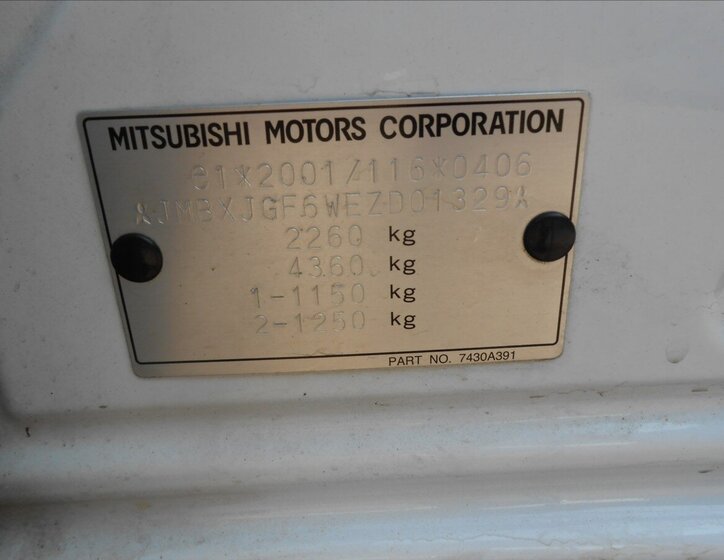 MITSUBISHI MOTORS CORPORATION
e1*2001/116*0406
*JMBXJGF6WEZD01329*
2260 kg
4360 kg
1-1150 kg
2-1250 kg
PART NO. 7430A391